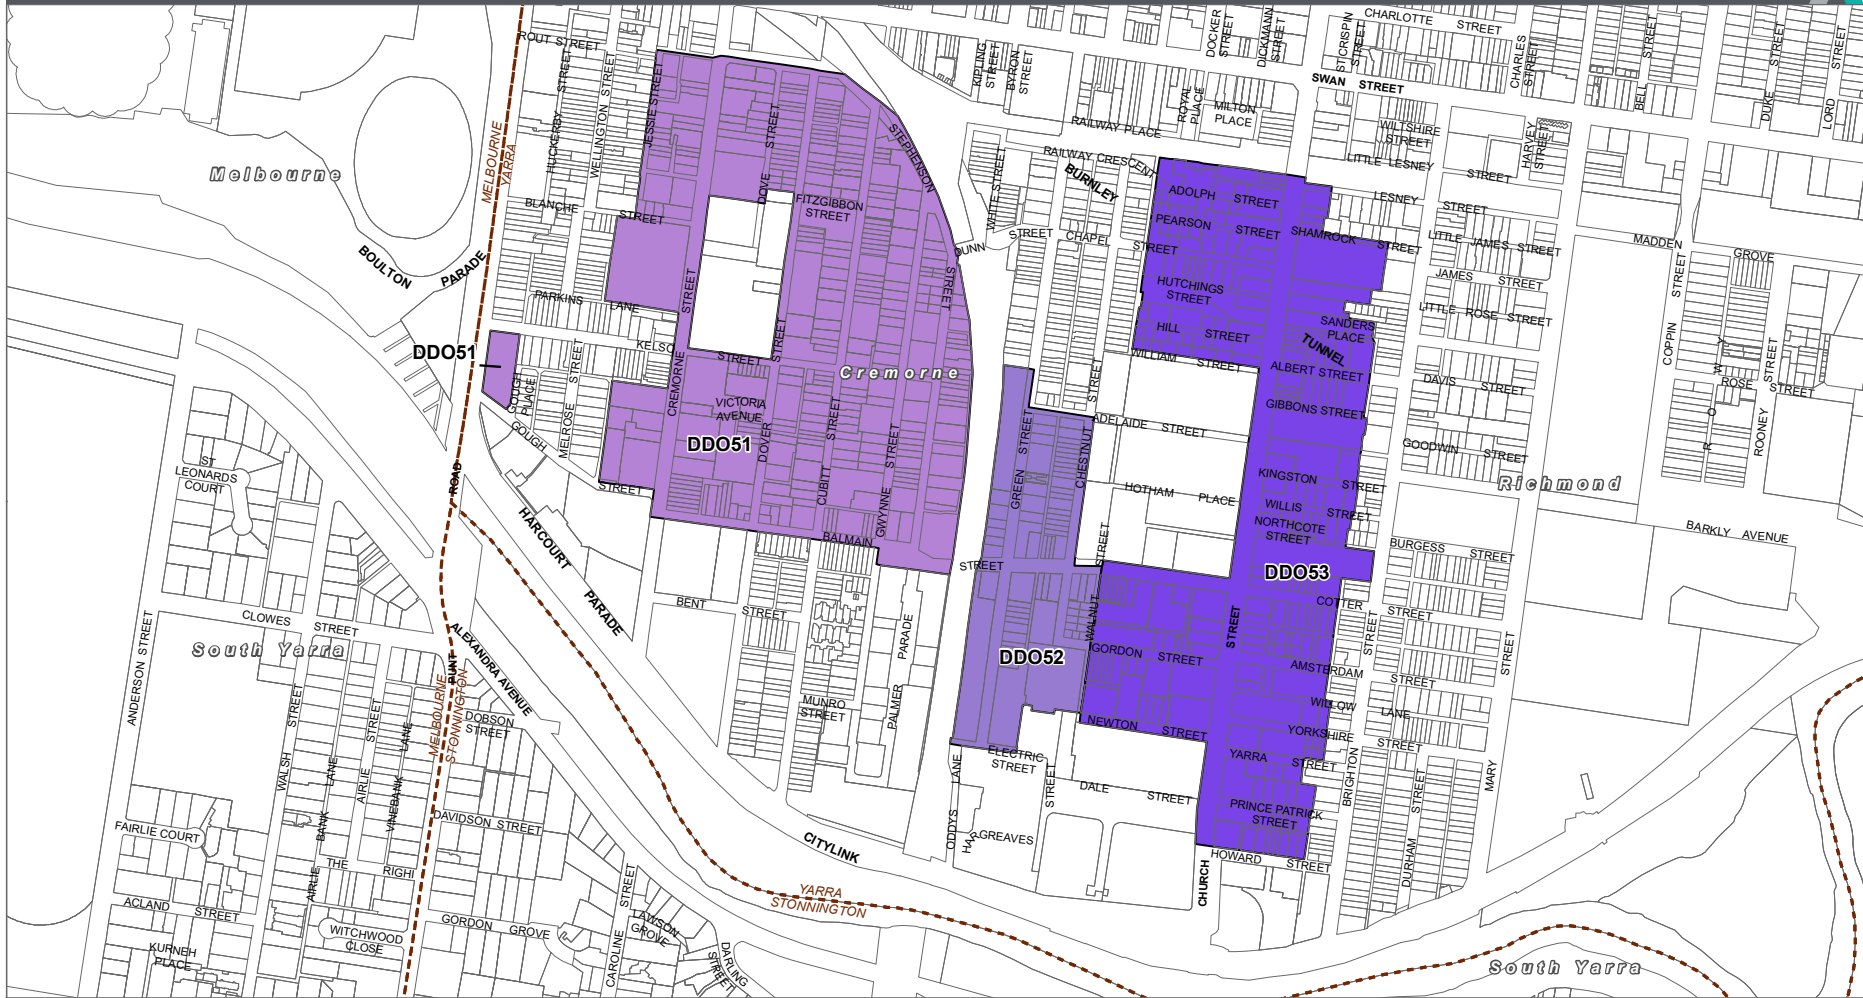 ROUT STREET
HUCKERBY
STREET
WELLINGTON STREET
JESSIE STREET
DOVE
STREET
STEPHENSON
STREET
KIPLING
STREET
BYRON
STREET
DOCKER
STREET
DICKMANN
STREET
ST CRISPIN
STREET
CHARLOTTE STREET
CHARLES
STREET
BELL
STREET
DUKE
STREET
LORD
STREET
SWAN STREET
ROYAL
PLACE
MILTON
PLACE
RAILWAY PLACE
WILTSHIRE
STREET
HARVEY
STREET
LITTLE LESNEY
STREET
RAILWAY CRESCENT
BURNLEY
WHITE STREET
LESNEY
STREET
MELBOURNE
YARRA
Melbourne
BLANCHE
STREET
FITZGIBBON
STREET
ADOLPH STREET
PEARSON
STREET
SHAMROCK
STREET
DUNN
STREET
CHAPEL
STREET
LITTLE JAMES STREET
MADDEN
GROVE
BOULTON
PARADE
JAMES STREET
HUTCHINGS
STREET
PARKINS LANE
STREET
LITTLE ROSE STREET
COPPIN
STREET
SANDERS
PLACE
HILL STREET
TUNNEL
DDO51
KELSO
STREET
STREET
Cremorne
WILLIAM STREET
ALBERT STREET
DAVIS STREET
ROSE STREET
ROY
STREET
ROONEY
GOUGH
PLACE
MELROSE
STREET
CREMORNE
VICTORIA
AVENUE
DOVER
CUBITT
STREET
GWYNNE
STREET
GREEN
STREET
CHESTNUT
STREET
ADELAIDE STREET
GIBBONS STREET
GOUGH
STREET
DDO51
GOODWIN STREET
ST
LEONARDS
COURT
ROAD
HOTHAM PLACE
KINGSTON
STREET
Richmond
WILLIS
STREET
NORTHCOTE
STREET
HARCOURT
PARADE
BALMAIN
STREET
STREET
BURGESS STREET
BARKLY AVENUE
DDO53
BENT
STREET
COTTER
STREET
ANDERSON STREET
CLOWES
STREET
ALEXANDRA AVENUE
PUNT
PARADE
PALMER
WALNUT
STREET
STREET
MARY
South Yarra
DDO52
GORDON STREET
AMSTERDAM
STREET
MELBOURNE
STONNINGTON
DOBSON
STREET
MUNRO
STREET
WILLOW
LANE
WALSH
STREET
AIRLIE
STREET
VINEBANK
LANE
LANE
BANK
AIRLIE
NEWTON STREET
YORKSHIRE
STREET
ELECTRIC
STREET
YARRA
STREET
BRIGHTON
STREET
DURHAM
ODDYS
LANE
DALE STREET
PRINCE PATRICK
STREET
FAIRLIE COURT
DAVIDSON STREET
CITYLINK
HAR
GREAVES
HOWARD
STREET
CHURCH
THE
RIGHI
YARRA
STONNINGTON
ACLAND STREET
WITCHWOOD
CLOSE
GORDON GROVE
CAROLINE
STREET
LAWSON
GROVE
DARLING
STREET
KURNEH
PLACE
South Yarra